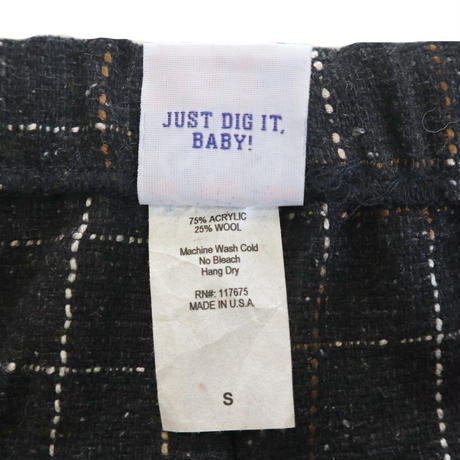 JUST DIG IT,
BABY!
75% ACRYLIC
25% WOOL
Machine Wash Cold
No Bleach
Hang Dry
RN#: 117675
MADE IN U.S.A.
S